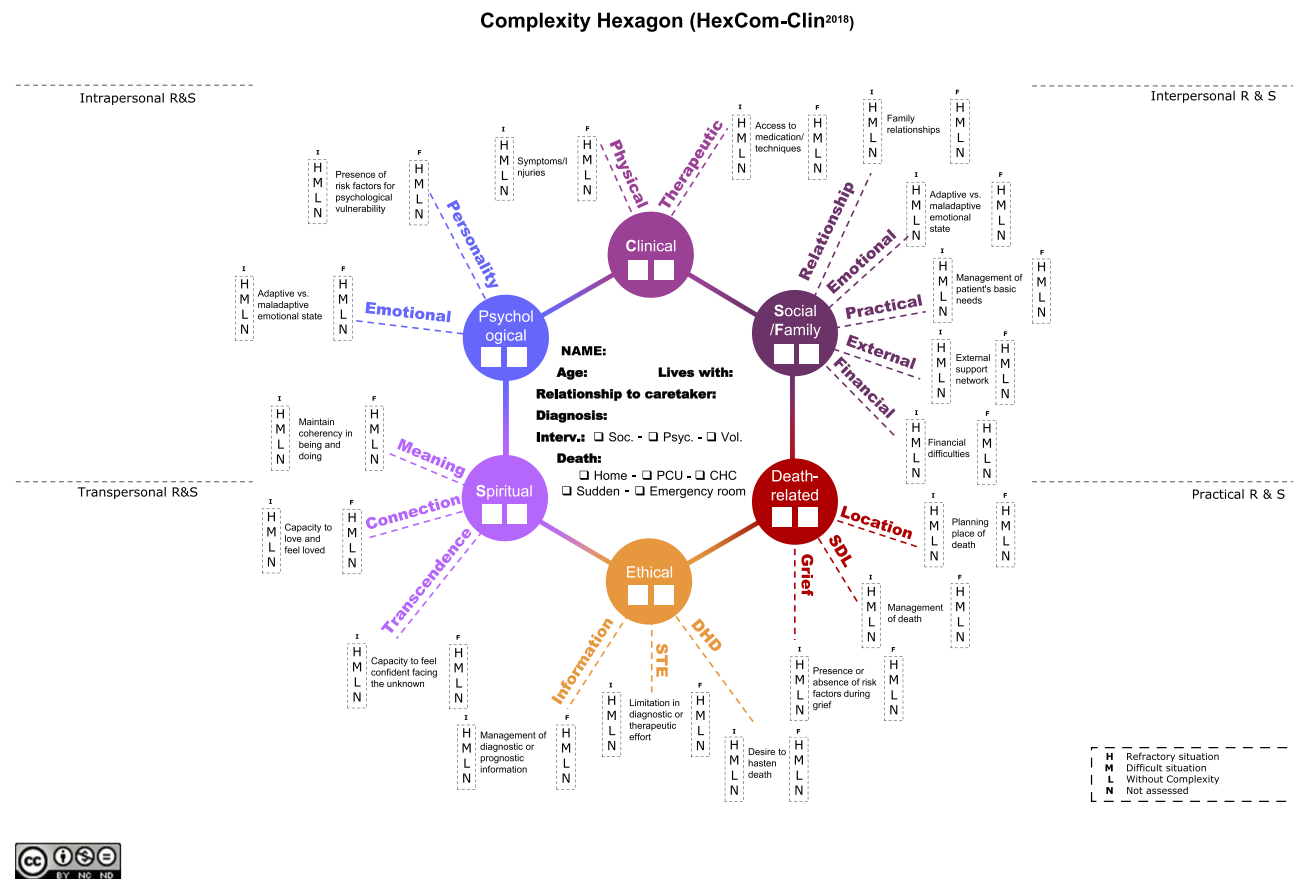 Complexity Hexagon (HexCom-Clin2018)
Intrapersonal R&S
Interpersonal R & S
Transpersonal R&S
Practical R & S
Clinical
Physical
I
H
M
L
N
Symptoms/I
njuries
F
H
M
L
N
Therapeutic
I
H
M
L
N
Access to
medication/
techniques
F
H
M
L
N
Social
/Family
Relationship
I
H
M
L
N
Family
relationships
F
H
M
L
N
Emotional
I
H
M
L
N
Adaptive vs.
maladaptive
emotional
state
F
H
M
L
N
Practical
I
H
M
L
N
Management of
patient's basic
needs
F
H
M
L
N
External
I
H
M
L
N
External
support
network
F
H
M
L
N
Financial
I
H
M
L
N
Financial
difficulties
F
H
M
L
N
Death-
related
Location
I
H
M
L
N
Planning
place of
death
F
H
M
L
N
SDL
I
H
M
L
N
Management
of death
F
H
M
L
N
Grief
I
H
M
L
N
Presence or
absence of risk
factors during
grief
F
H
M
L
N
Ethical
DHD
I
H
M
L
N
Desire to
hasten
death
F
H
M
L
N
STE
I
H
M
L
N
Limitation in
diagnostic or
therapeutic
effort
F
H
M
L
N
Information
I
H
M
L
N
Management of
diagnostic or
prognostic
information
F
H
M
L
N
Spiritual
Transcendence
I
H
M
L
N
Capacity to feel
confident facing
the unknown
F
H
M
L
N
Connection
I
H
M
L
N
Capacity to
love and
feel loved
F
H
M
L
N
Meaning
I
H
M
L
N
Maintain
coherency in
being and
doing
F
H
M
L
N
Psychol
ogical
Emotional
I
H
M
L
N
Adaptive vs.
maladaptive
emotional state
F
H
M
L
N
Personality
I
H
M
L
N
Presence of
risk factors for
psychological
vulnerability
F
H
M
L
N
NAME:
Age: Lives with:
Relationship to caretaker:
Diagnosis:
Interv.: ❑ Soc. - ❑ Psyc. - ❑ Vol.
Death:
❑ Home - ❑ PCU - ❑ CHC
❑ Sudden - ❑ Emergency room
H Refractory situation
M Difficult situation
L Without Complexity
N Not assessed
cc
BY NC ND